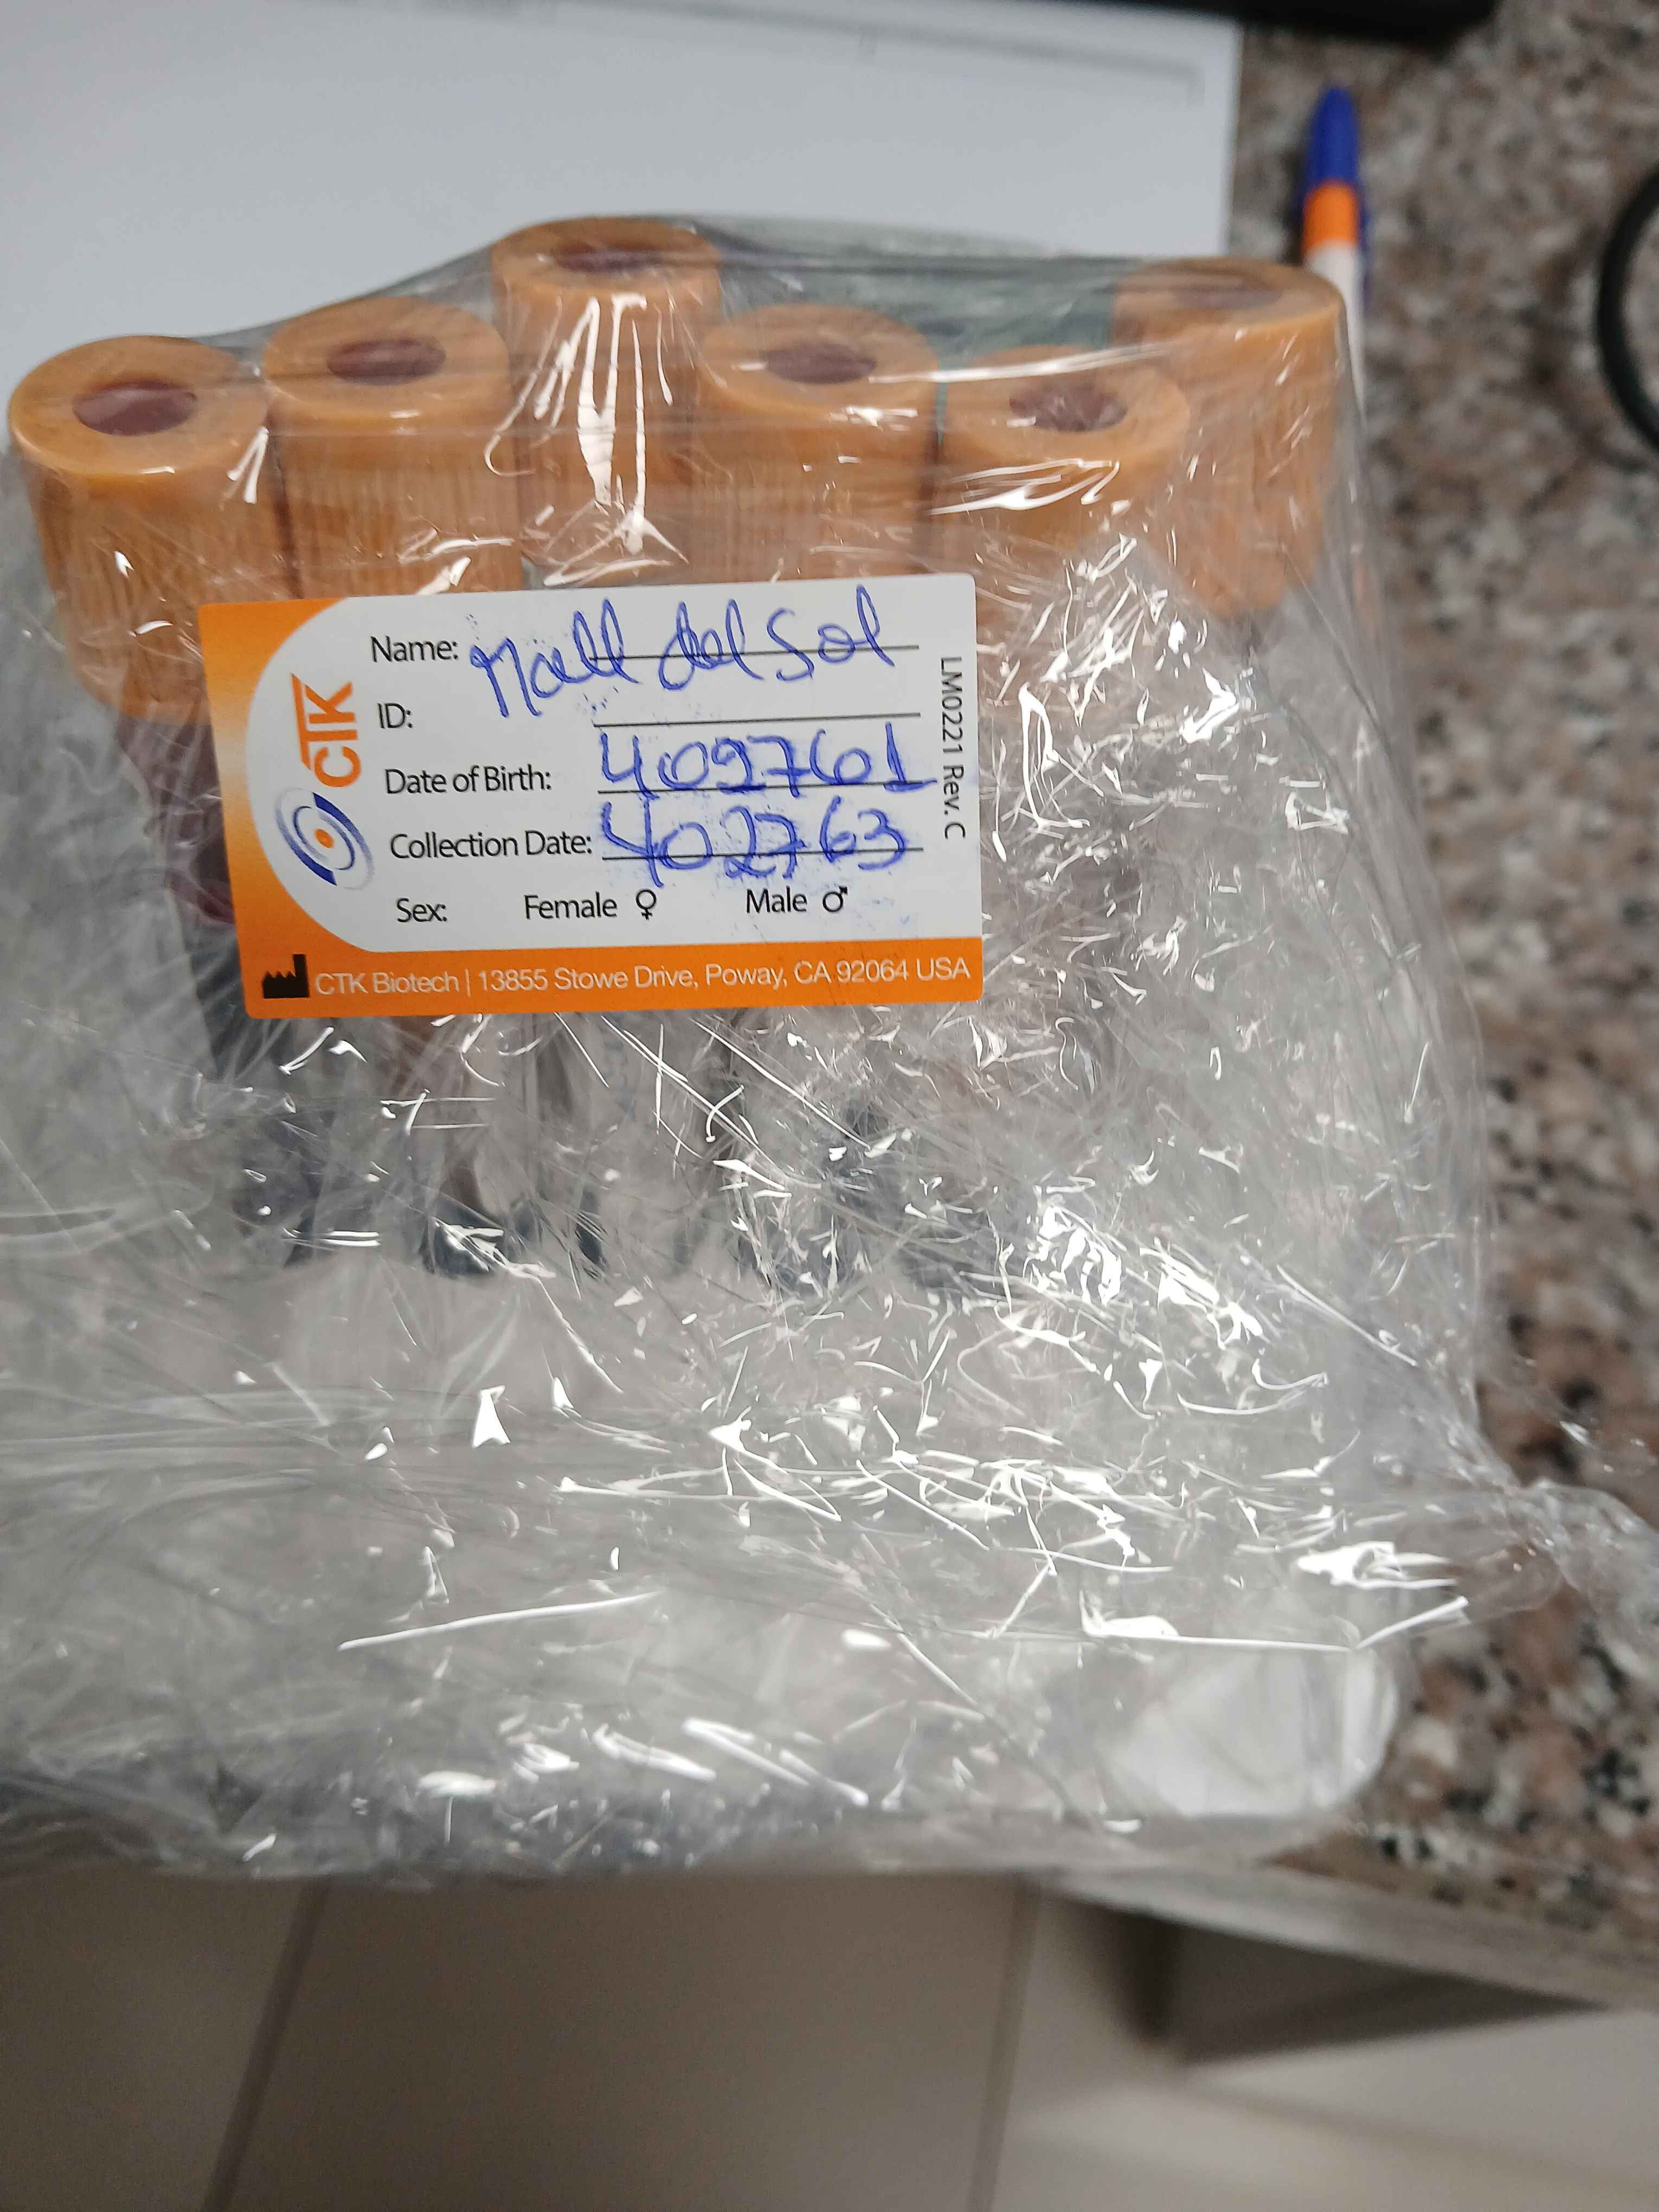 CTK
Name: Mall del Sol
ID:
Date of Birth: 4029761
Collection Date: 402763
Sex: Female ♀ Male ♂
LM0221 Rev. C
CTK Biotech | 13855 Stowe Drive, Poway, CA 92064 USA